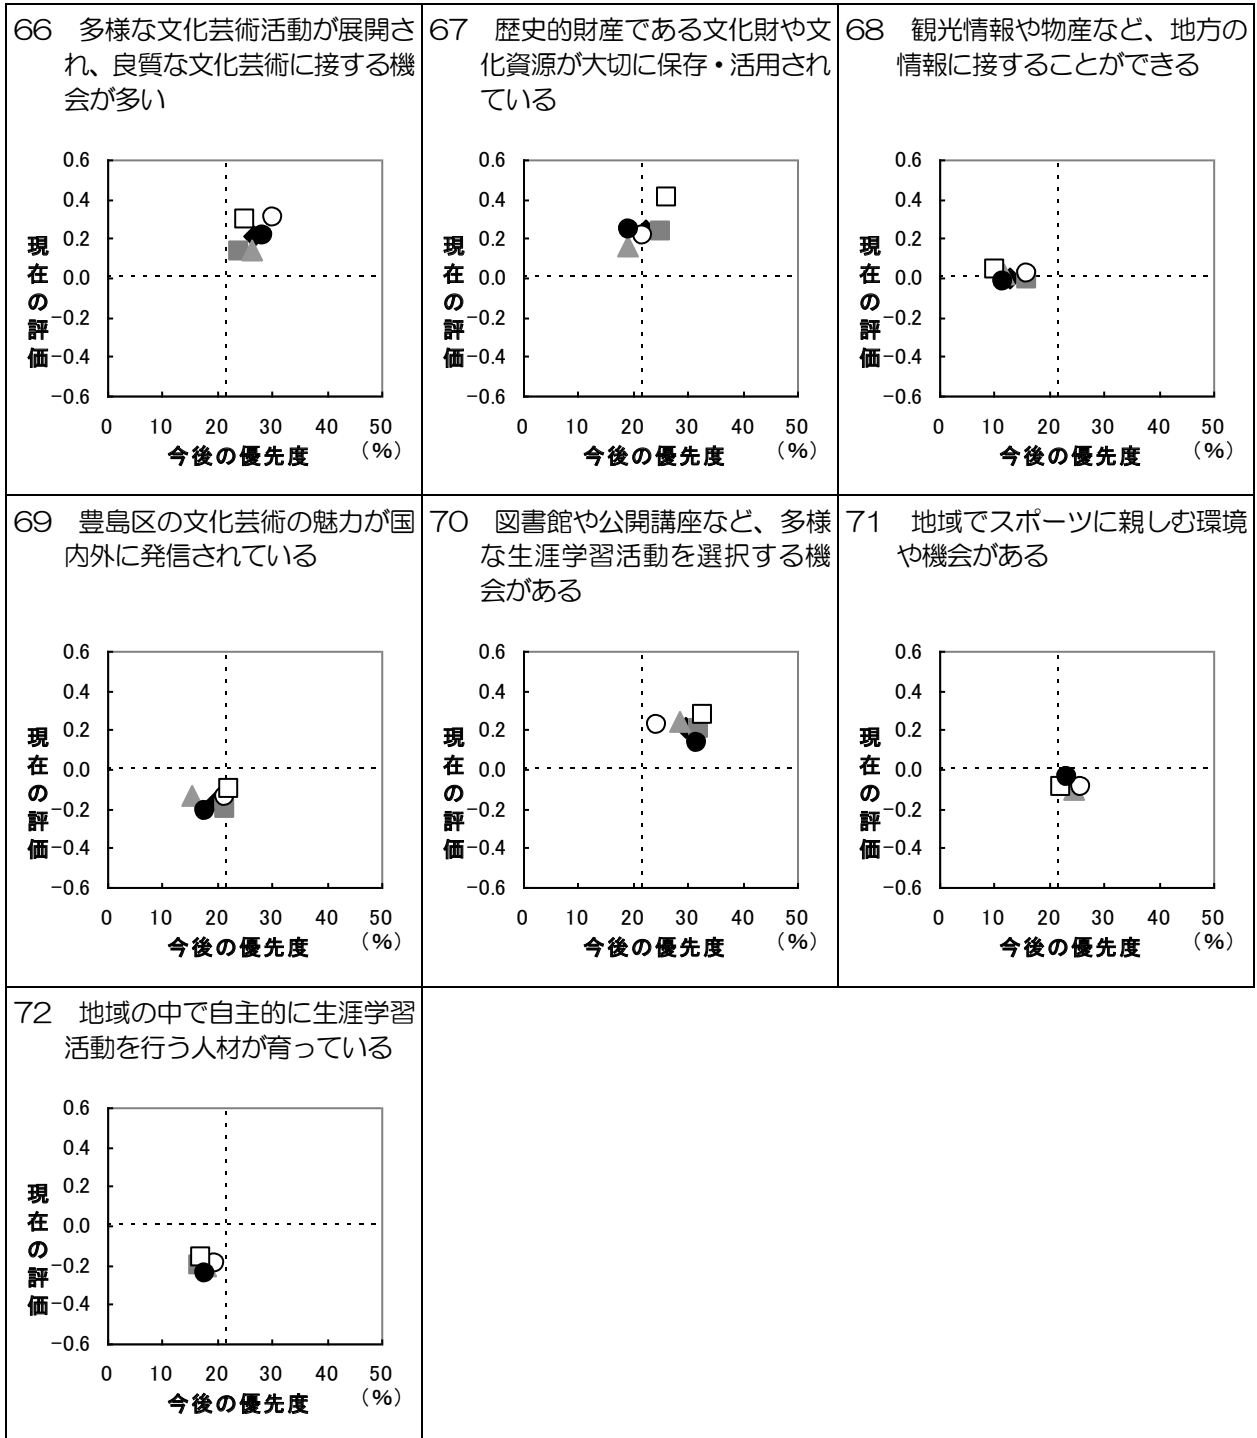 66　多様な文化芸術活動が展開さ
れ、良質な文化芸術に接する機
会が多い
0.6
0.4
0.2
0.0
−0.2
−0.4
−0.6
現在の評価
0 10 20 30 40 50
今後の優先度 （%）
67　歴史的財産である文化財や文
化資源が大切に保存・活用され
ている
0.6
0.4
0.2
0.0
−0.2
−0.4
−0.6
現在の評価
0 10 20 30 40 50
今後の優先度 （%）
68　観光情報や物産など、地方の
情報に接することができる
0.6
0.4
0.2
0.0
−0.2
−0.4
−0.6
現在の評価
0 10 20 30 40 50
今後の優先度 （%）
69　豊島区の文化芸術の魅力が国
内外に発信されている
0.6
0.4
0.2
0.0
−0.2
−0.4
−0.6
現在の評価
0 10 20 30 40 50
今後の優先度 （%）
70　図書館や公開講座など、多様
な生涯学習活動を選択する機
会がある
0.6
0.4
0.2
0.0
−0.2
−0.4
−0.6
現在の評価
0 10 20 30 40 50
今後の優先度 （%）
71　地域でスポーツに親しむ環境
や機会がある
0.6
0.4
0.2
0.0
−0.2
−0.4
−0.6
現在の評価
0 10 20 30 40 50
今後の優先度 （%）
72　地域の中で自主的に生涯学習
活動を行う人材が育っている
0.6
0.4
0.2
0.0
−0.2
−0.4
−0.6
現在の評価
0 10 20 30 40 50
今後の優先度 （%）